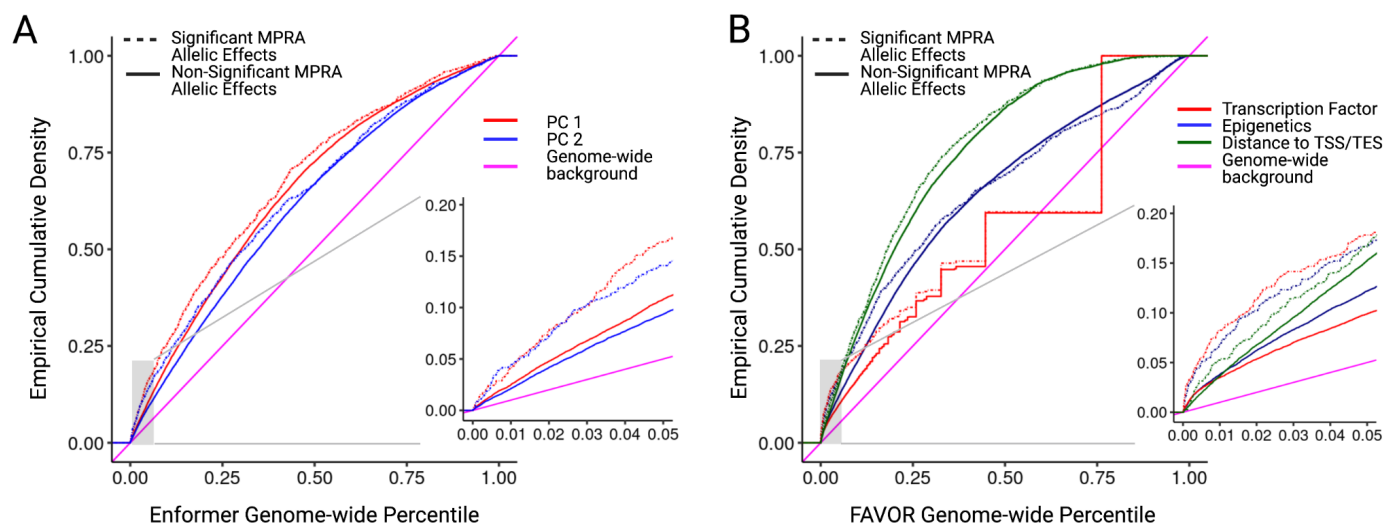 A
Significant MPRA
Allelic Effects
Non-Significant MPRA
Allelic Effects
1.00
0.75
0.50
0.25
0.00
Empirical Cumulative Density
PC 1
PC 2
Genome-wide
background
0.20
0.15
0.10
0.05
0.00
0.00 0.01 0.02 0.03 0.04 0.05
0.00 0.25 0.50 0.75 1.00
Enformer Genome-wide Percentile
B
Significant MPRA
Allelic Effects
Non-Significant MPRA
Allelic Effects
1.00
0.75
0.50
0.25
0.00
Empirical Cumulative Density
Transcription Factor
Epigenetics
Distance to TSS/TES
Genome-wide
background
0.20
0.15
0.10
0.05
0.00
0.00 0.01 0.02 0.03 0.04 0.05
0.00 0.25 0.50 0.75 1.00
FAVOR Genome-wide Percentile